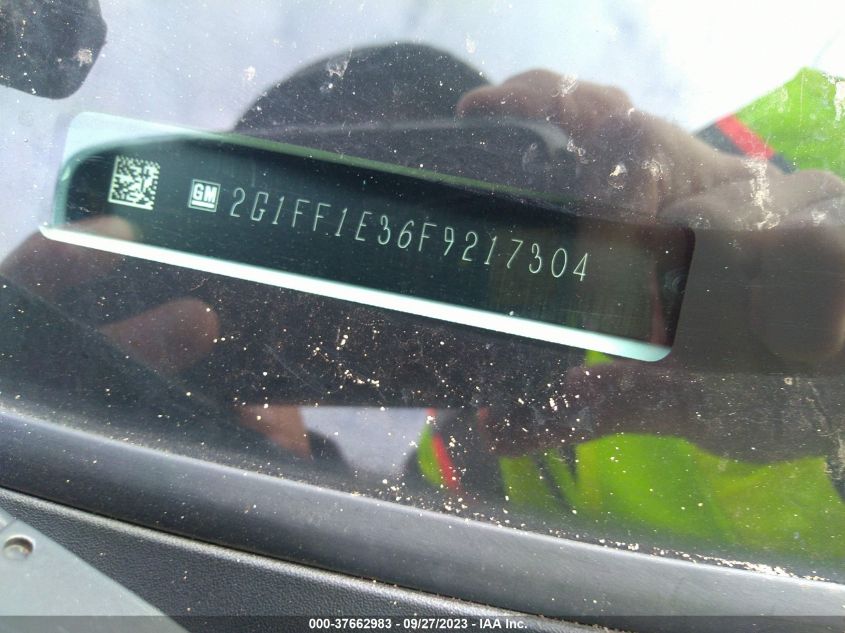 GM 2G1FF1E36F9217304
000-37662983 / 09/27/2023 - IAA Inc.